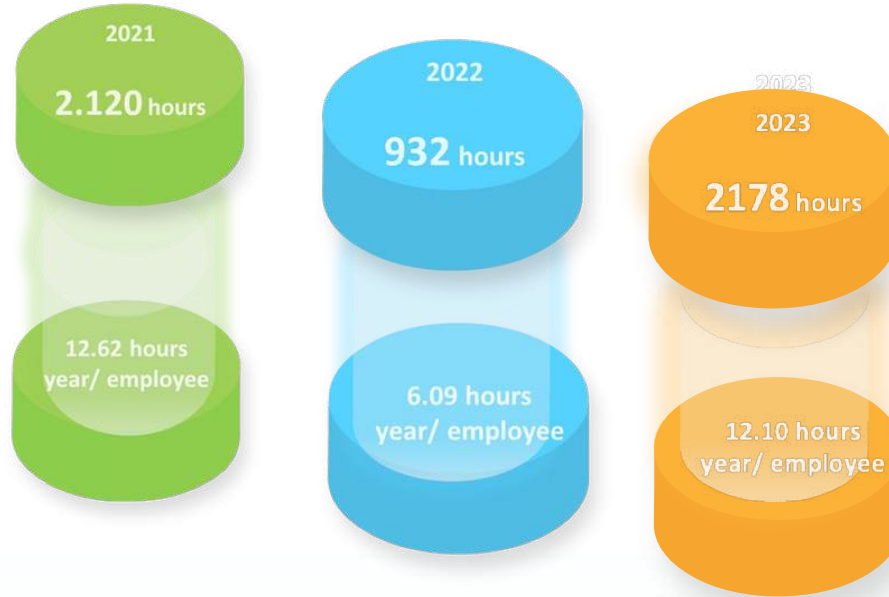 2021
2.120 hours
12.62 hours
year/ employee
2022
932 hours
6.09 hours
year/ employee
2023
2023
2178 hours
12.10 hours
year/ employee